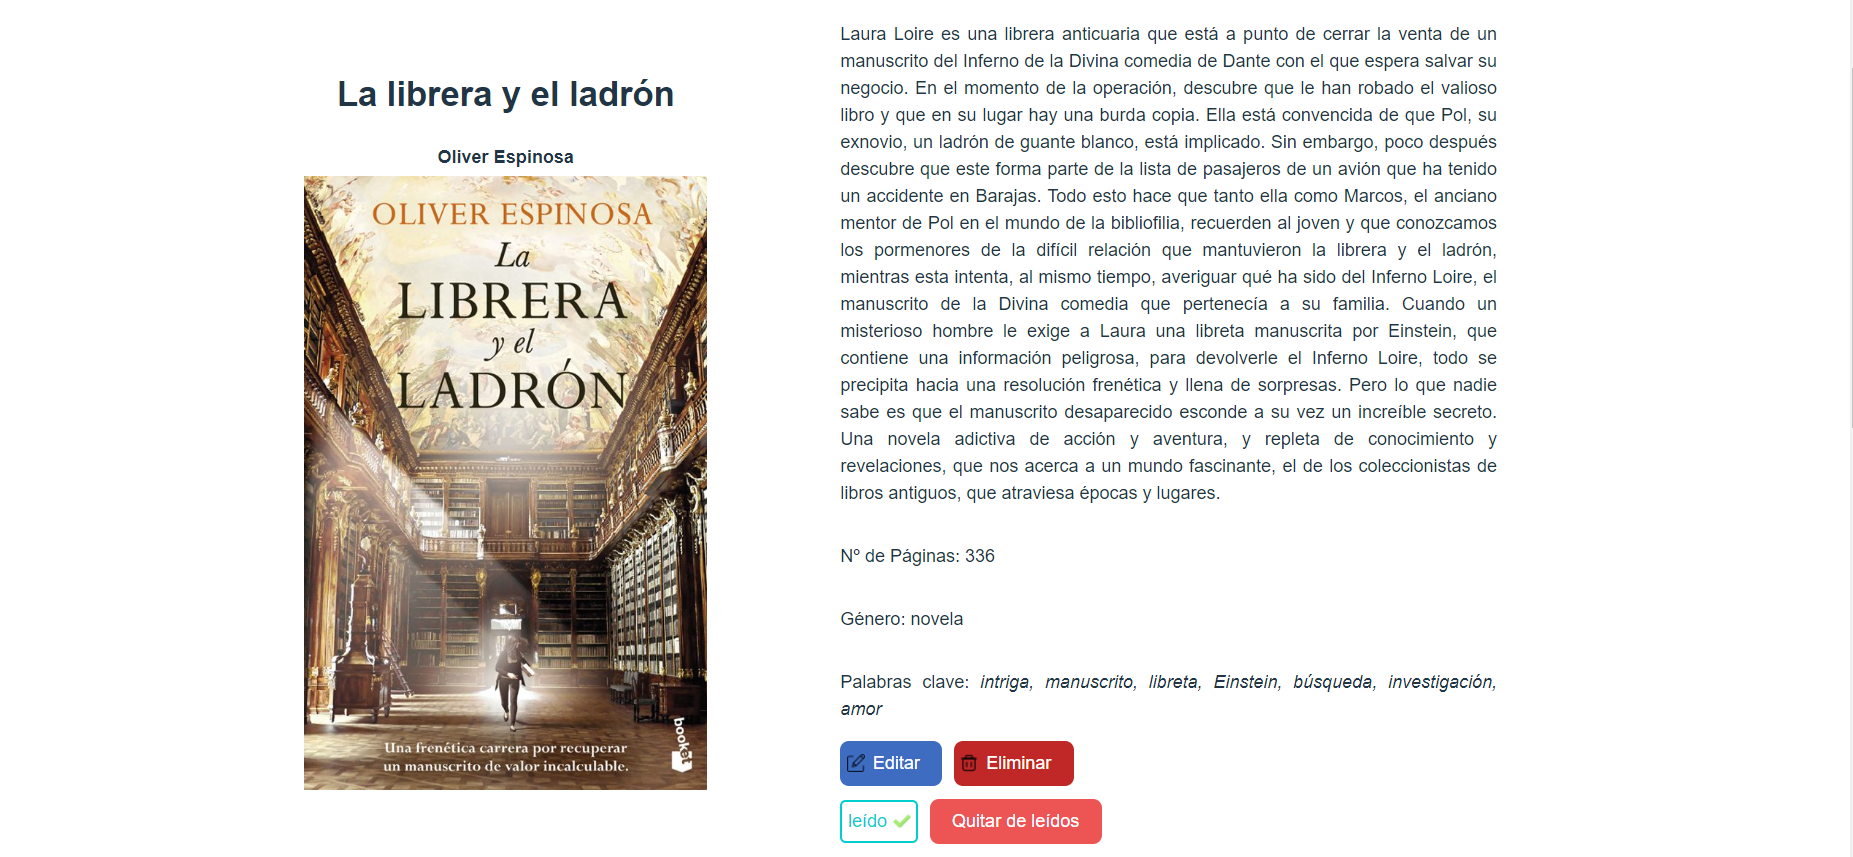 La librera y el ladrón
Oliver Espinosa
OLIVER ESPINOSA
La
LIBRERA
y el
LADRÓN
Una frenética carrera por recuperar
un manuscrito de valor incalculable.
booket
Laura Loire es una librera anticuaria que está a punto de cerrar la venta de un
manuscrito del Inferno de la Divina comedia de Dante con el que espera salvar su
negocio. En el momento de la operación, descubre que le han robado el valioso
libro y que en su lugar hay una burda copia. Ella está convencida de que Pol, su
exnovio, un ladrón de guante blanco, está implicado. Sin embargo, poco después
descubre que este forma parte de la lista de pasajeros de un avión que ha tenido
un accidente en Barajas. Todo esto hace que tanto ella como Marcos, el anciano
mentor de Pol en el mundo de la bibliofilia, recuerden al joven y que conozcamos
los pormenores de la difícil relación que mantuvieron la librera y el ladrón,
mientras esta intenta, al mismo tiempo, averiguar qué ha sido del Inferno Loire, el
manuscrito de la Divina comedia que pertenecía a su familia. Cuando un
misterioso hombre le exige a Laura una libreta manuscrita por Einstein, que
contiene una información peligrosa, para devolverle el Inferno Loire, todo se
precipita hacia una resolución frenética y llena de sorpresas. Pero lo que nadie
sabe es que el manuscrito desaparecido esconde a su vez un increíble secreto.
Una novela adictiva de acción y aventura, y repleta de conocimiento y
revelaciones, que nos acerca a un mundo fascinante, el de los coleccionistas de
libros antiguos, que atraviesa épocas y lugares.
Nº de Páginas: 336
Género: novela
Palabras clave: intriga, manuscrito, libreta, Einstein, búsqueda, investigación,
amor
Editar
Eliminar
leído
Quitar de leídos